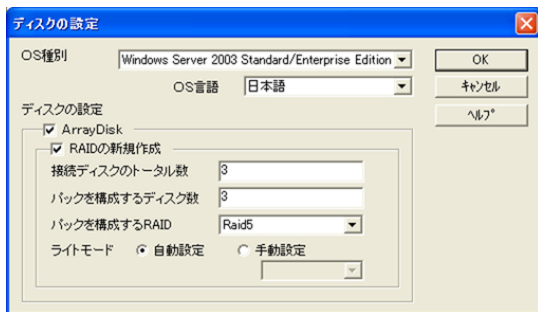 ディスクの設定
OS種別
Windows Server 2003 Standard/Enterprise Edition
OK
OS言語
日本語
キャンセル
ディスクの設定
ヘルプ
ArrayDisk
RAIDの新規作成
接続ディスクのトータル数
3
パックを構成するディスク数
3
パックを構成するRAID
Raid5
ライトモード
自動設定
手動設定